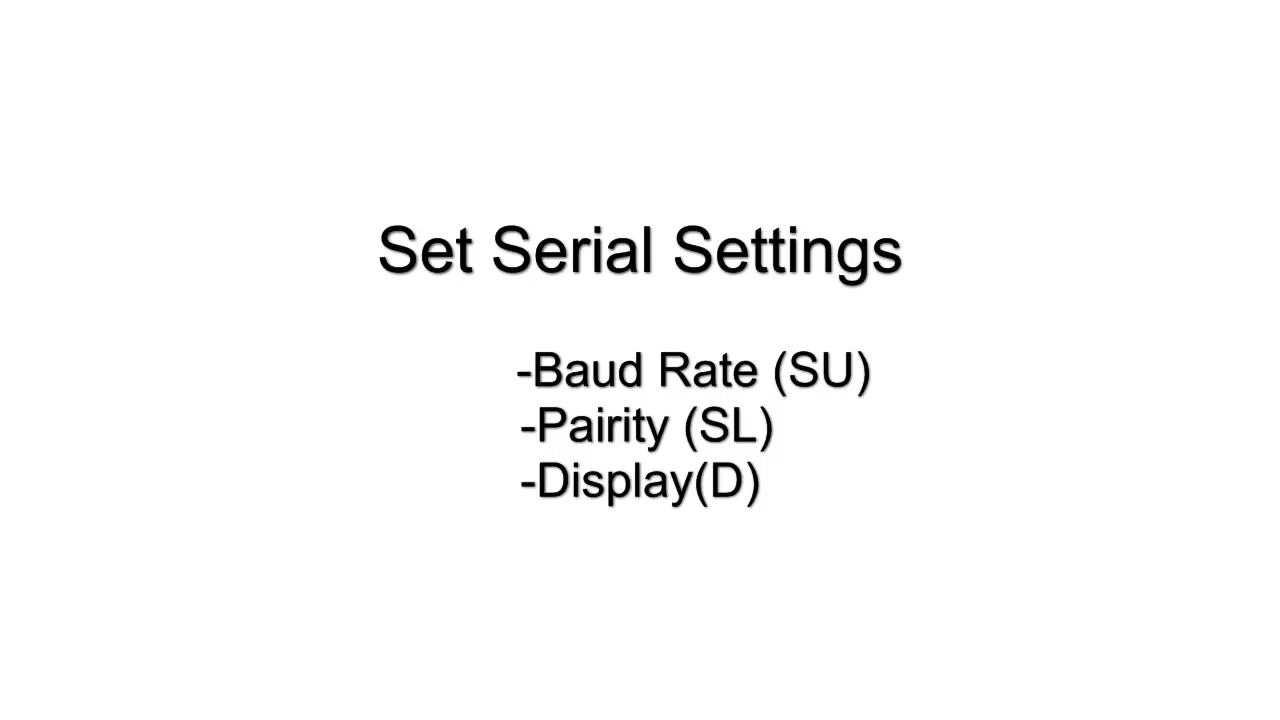 Set Serial Settings
-Baud Rate (SU)
-Pairity (SL)
-Display(D)